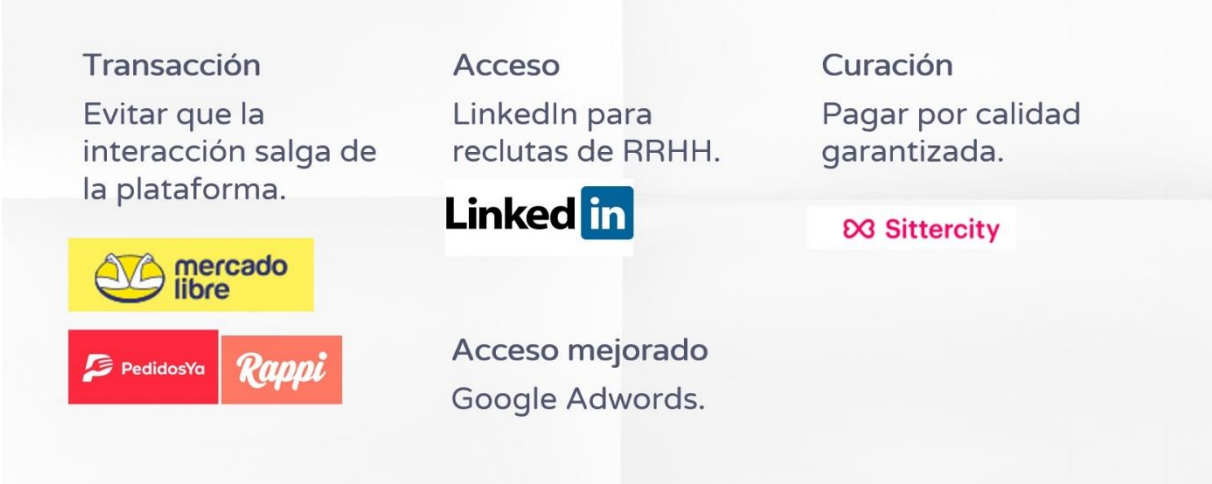 Transacción
Evitar que la
interacción salga de
la plataforma.
mercado
libre
PedidosYa
Rappi
Acceso
LinkedIn para
reclutas de RRHH.
Linked in
Acceso mejorado
Google Adwords.
Curación
Pagar por calidad
garantizada.
Sittercity